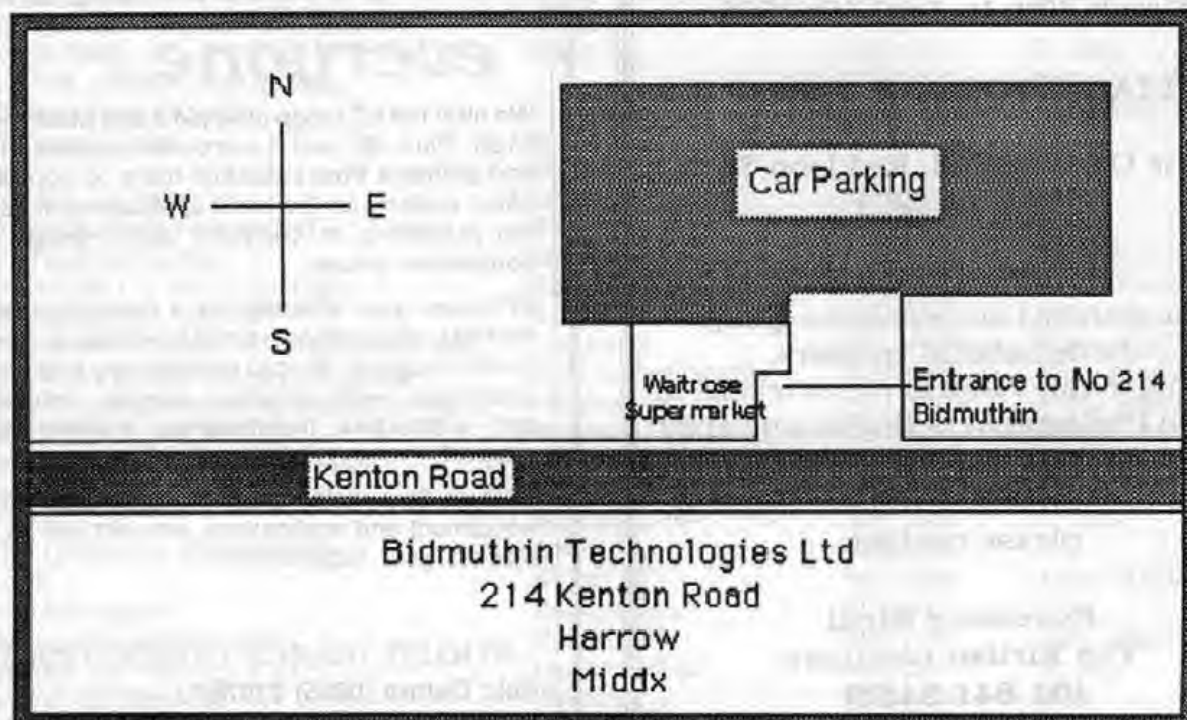 N
W E
S
Car Parking
Waitrose
Supermarket
Entrance to No 214
Bidmuthin
Kenton Road
Bidmuthin Technologies Ltd
214 Kenton Road
Harrow
Middx